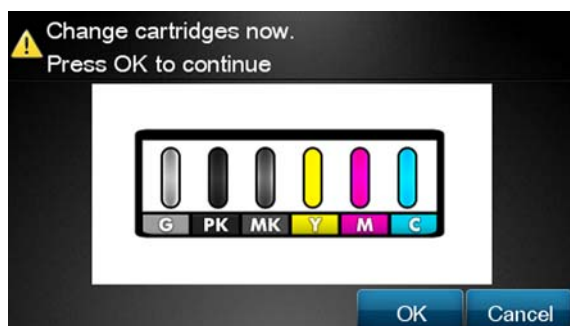 Change cartridges now.
Press OK to continue
G PK MK Y M C
OK Cancel